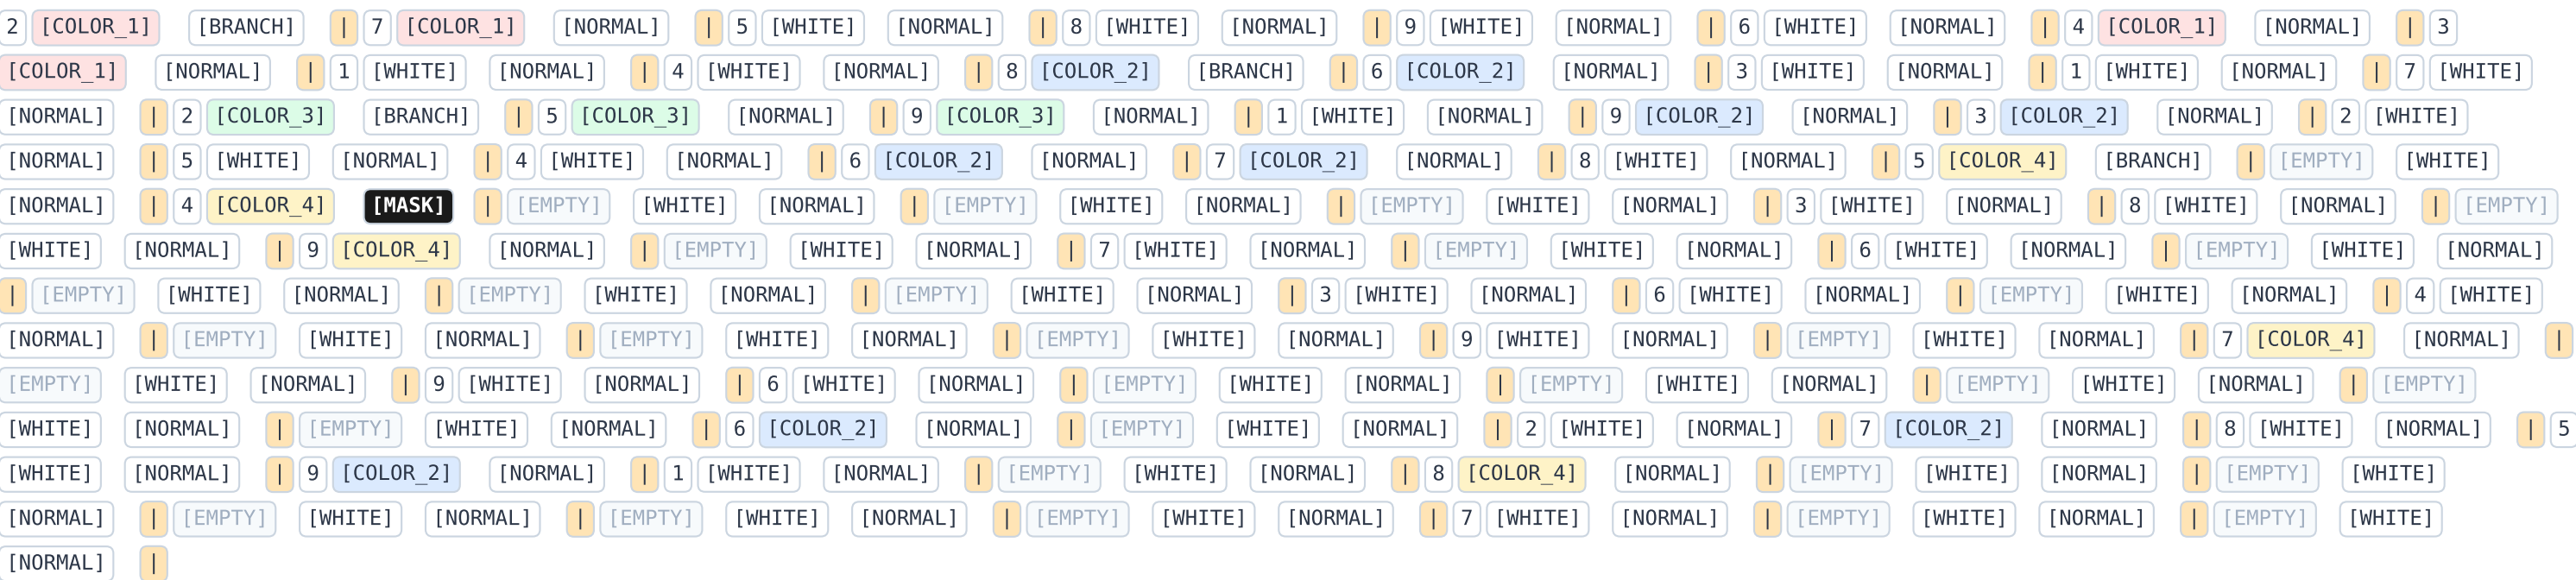 2 [COLOR_1] [BRANCH] | 7 [COLOR_1] [NORMAL] | 5 [WHITE] [NORMAL] | 8 [WHITE] [NORMAL] | 9 [WHITE] [NORMAL] | 6 [WHITE] [NORMAL] | 4 [COLOR_1] [NORMAL] | 3
[COLOR_1] [NORMAL] | 1 [WHITE] [NORMAL] | 4 [WHITE] [NORMAL] | 8 [COLOR_2] [BRANCH] | 6 [COLOR_2] [NORMAL] | 3 [WHITE] [NORMAL] | 1 [WHITE] [NORMAL] | 7 [WHITE]
[NORMAL] | 2 [COLOR_3] [BRANCH] | 5 [COLOR_3] [NORMAL] | 9 [COLOR_3] [NORMAL] | 1 [WHITE] [NORMAL] | 9 [COLOR_2] [NORMAL] | 3 [COLOR_2] [NORMAL] | 2 [WHITE]
[NORMAL] | 5 [WHITE] [NORMAL] | 4 [WHITE] [NORMAL] | 6 [COLOR_2] [NORMAL] | 7 [COLOR_2] [NORMAL] | 8 [WHITE] [NORMAL] | 5 [COLOR_4] [BRANCH] | [EMPTY] [WHITE]
[NORMAL] | 4 [COLOR_4] [MASK] | [EMPTY] [WHITE] [NORMAL] | [EMPTY] [WHITE] [NORMAL] | [EMPTY] [WHITE] [NORMAL] | 3 [WHITE] [NORMAL] | 8 [WHITE] [NORMAL] | [EMPTY]
[WHITE] [NORMAL] | 9 [COLOR_4] [NORMAL] | [EMPTY] [WHITE] [NORMAL] | 7 [WHITE] [NORMAL] | [EMPTY] [WHITE] [NORMAL] | 6 [WHITE] [NORMAL] | [EMPTY] [WHITE] [NORMAL]
| [EMPTY] [WHITE] [NORMAL] | [EMPTY] [WHITE] [NORMAL] | [EMPTY] [WHITE] [NORMAL] | 3 [WHITE] [NORMAL] | 6 [WHITE] [NORMAL] | [EMPTY] [WHITE] [NORMAL] | 4 [WHITE]
[NORMAL] | [EMPTY] [WHITE] [NORMAL] | [EMPTY] [WHITE] [NORMAL] | [EMPTY] [WHITE] [NORMAL] | 9 [WHITE] [NORMAL] | [EMPTY] [WHITE] [NORMAL] | 7 [COLOR_4] [NORMAL] |
[EMPTY] [WHITE] [NORMAL] | 9 [WHITE] [NORMAL] | 6 [WHITE] [NORMAL] | [EMPTY] [WHITE] [NORMAL] | [EMPTY] [WHITE] [NORMAL] | [EMPTY] [WHITE] [NORMAL] | [EMPTY]
[WHITE] [NORMAL] | [EMPTY] [WHITE] [NORMAL] | 6 [COLOR_2] [NORMAL] | [EMPTY] [WHITE] [NORMAL] | 2 [WHITE] [NORMAL] | 7 [COLOR_2] [NORMAL] | 8 [WHITE] [NORMAL] | 5
[WHITE] [NORMAL] | 9 [COLOR_2] [NORMAL] | 1 [WHITE] [NORMAL] | [EMPTY] [WHITE] [NORMAL] | 8 [COLOR_4] [NORMAL] | [EMPTY] [WHITE] [NORMAL] | [EMPTY] [WHITE]
[NORMAL] | [EMPTY] [WHITE] [NORMAL] | [EMPTY] [WHITE] [NORMAL] | [EMPTY] [WHITE] [NORMAL] | 7 [WHITE] [NORMAL] | [EMPTY] [WHITE] [NORMAL] | [EMPTY] [WHITE]
[NORMAL] |